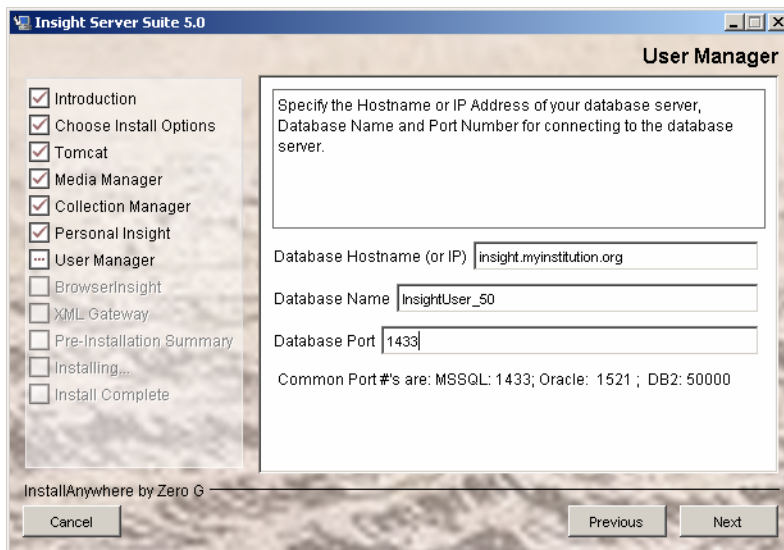 Insight Server Suite 5.0
User Manager
Introduction
Choose Install Options
Tomcat
Media Manager
Collection Manager
Personal Insight
User Manager
BrowserInsight
XML Gateway
Pre-Installation Summary
Installing...
Install Complete
Specify the Hostname or IP Address of your database server,
Database Name and Port Number for connecting to the database
server.
Database Hostname (or IP) insight.myinstitution.org
Database Name InsightUser_50
Database Port 1433
Common Port #'s are: MSSQL: 1433; Oracle: 1521 ; DB2: 50000
InstallAnywhere by Zero G
Cancel Previous Next